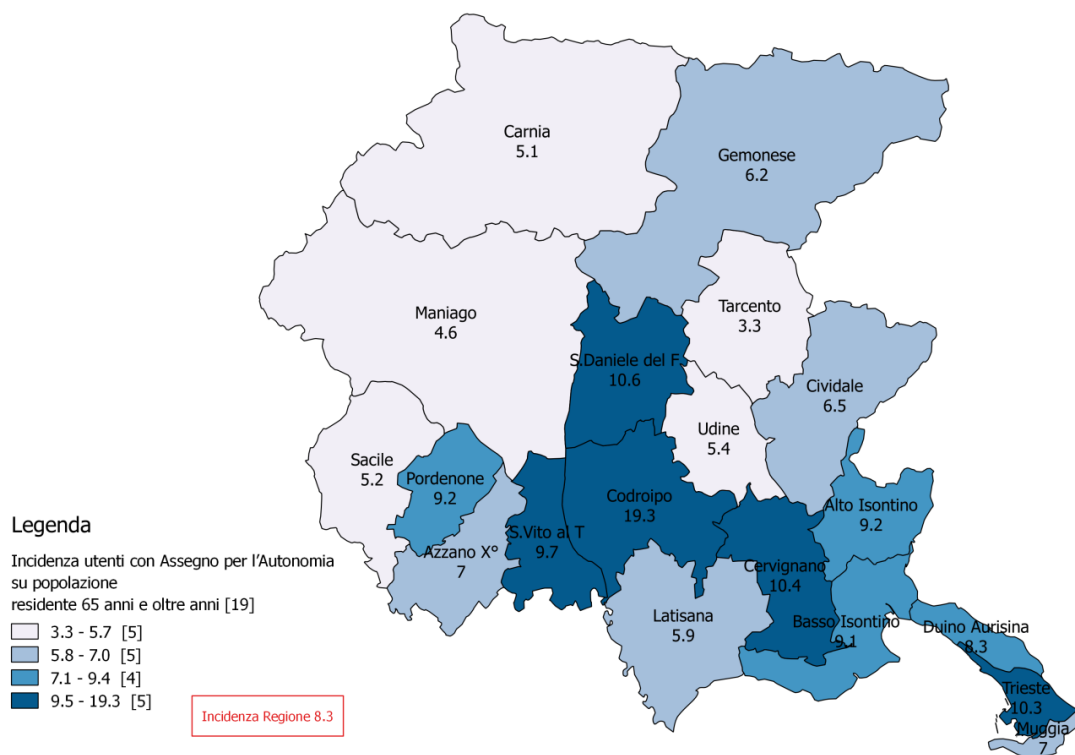 Carnia
5.1
Gemonese
6.2
Maniago
4.6
Tarcento
3.3
S.Daniele del F.
10.6
Cividale
6.5
Udine
5.4
Sacile
5.2
Pordenone
9.2
Codroipo
19.3
Alto Isontino
9.2
S.Vito al T
9.7
Azzano X°
7
Cervignano
10.4
Latisana
5.9
Basso Isontino
9.1
Duino Aurisina
8.3
Trieste
10.3
Muggia
7
Legenda
Incidenza utenti con Assegno per l'Autonomia
su popolazione
residente 65 anni e oltre anni [19]
3.3 - 5.7 [5]
5.8 - 7.0 [5]
7.1 - 9.4 [4]
9.5 - 19.3 [5]
Incidenza Regione 8.3